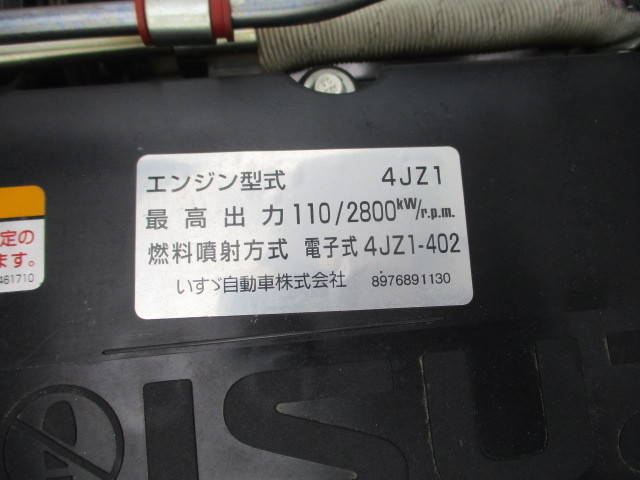 エンジン型式 4JZ1
最高出力 110/2800kW/r.p.m.
燃料噴射方式 電子式 4JZ1-402
いすゞ自動車株式会社 8976891130
定の
ます。
461710
ISUZ